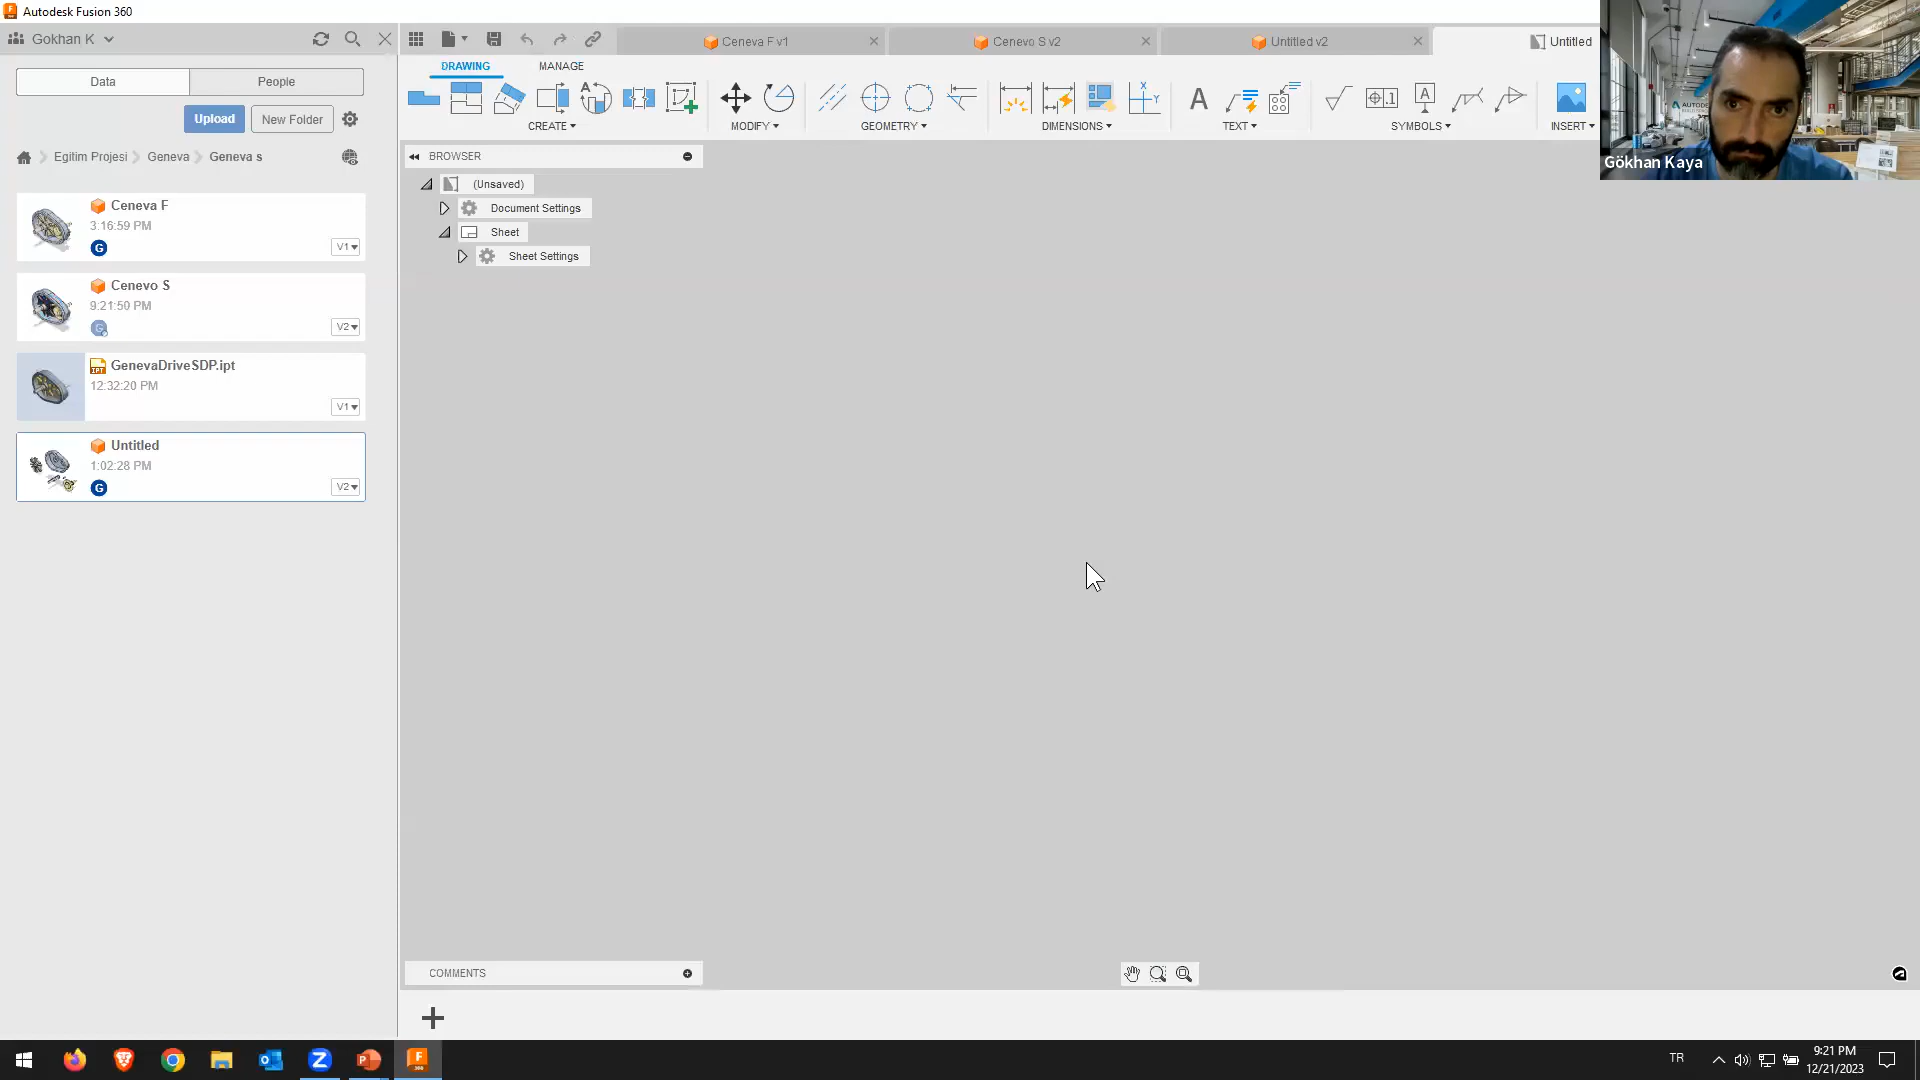 Autodesk Fusion 360
Gokhan K
Data
People
Upload
New Folder
Egitim Projesi
Geneva
Geneva s
Ceneva F
3:16:59 PM
G
V1
Cenevo S
9:21:50 PM
G
V2
IPT
GenevaDriveSDP.ipt
12:32:20 PM
V1
Untitled
1:02:28 PM
G
V2
Ceneva F v1
Cenevo S v2
Untitled v2
Untitled
DRAWING
MANAGE
CREATE
MODIFY
GEOMETRY
DIMENSIONS
TEXT
SYMBOLS
INSERT
BROWSER
(Unsaved)
Document Settings
Sheet
Sheet Settings
AUTODES
Gökhan Kaya
COMMENTS
TR
9:21 PM
12/21/2023